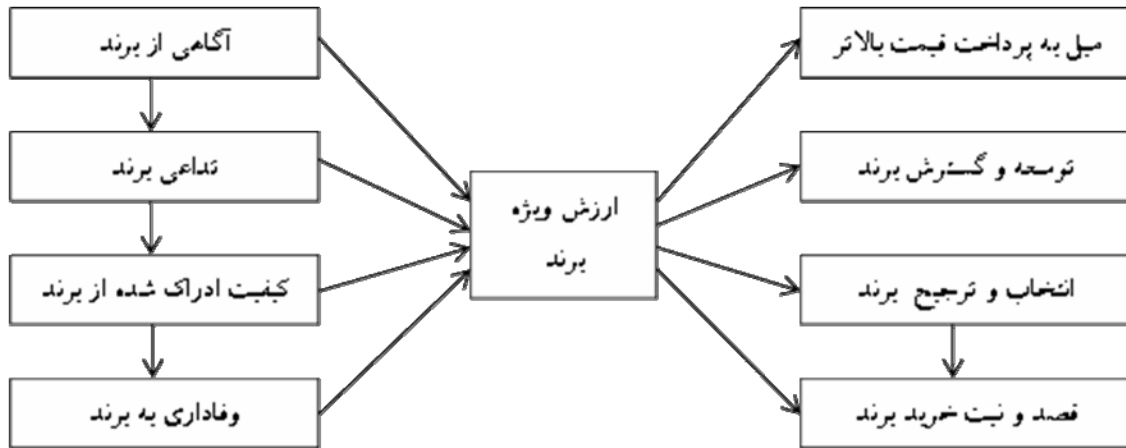 آگاهی از برند
تداعی برند
کیفیت ادراک شده از برند
وفاداری به برند
ارزش ویژه
برند
میل به پرداخت قیمت بالاتر
توسعه و گسترش برند
انتخاب و ترجیح برند
قصد و نیت خرید برند